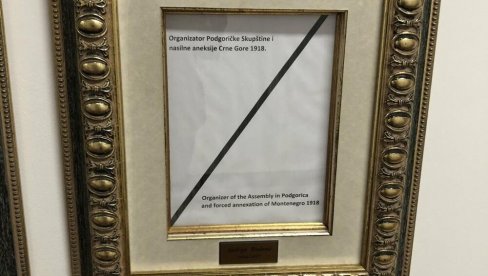 Organizator Podgoričke Skupštine i
nasilne aneksije Crne Gore 1918.
Organizer of the Assembly in Podgorica
and forced annexation of Montenegro 1918